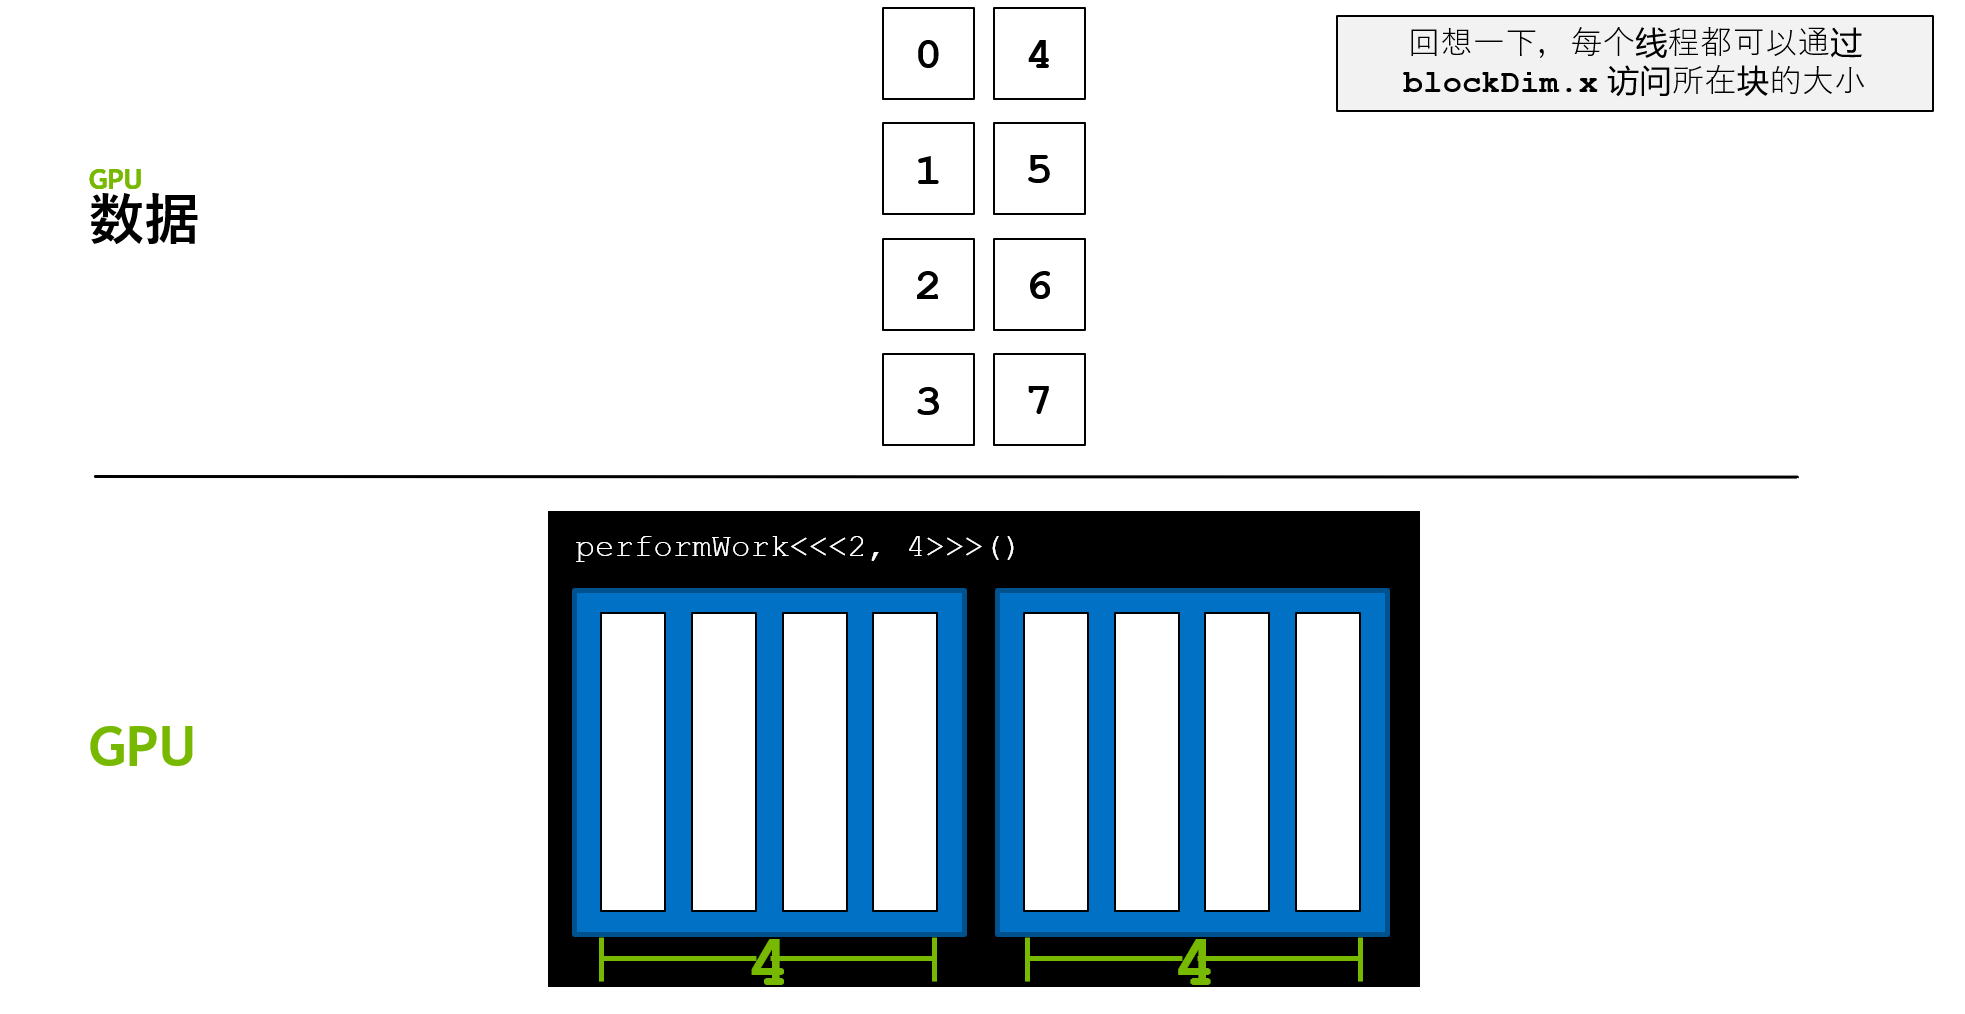 0 4
回想一下，每个线程都可以通过
blockDim.x 访问所在块的大小
1 5
GPU
数据
2 6
3 7
performWork<<<2, 4>>>()
GPU
4 4